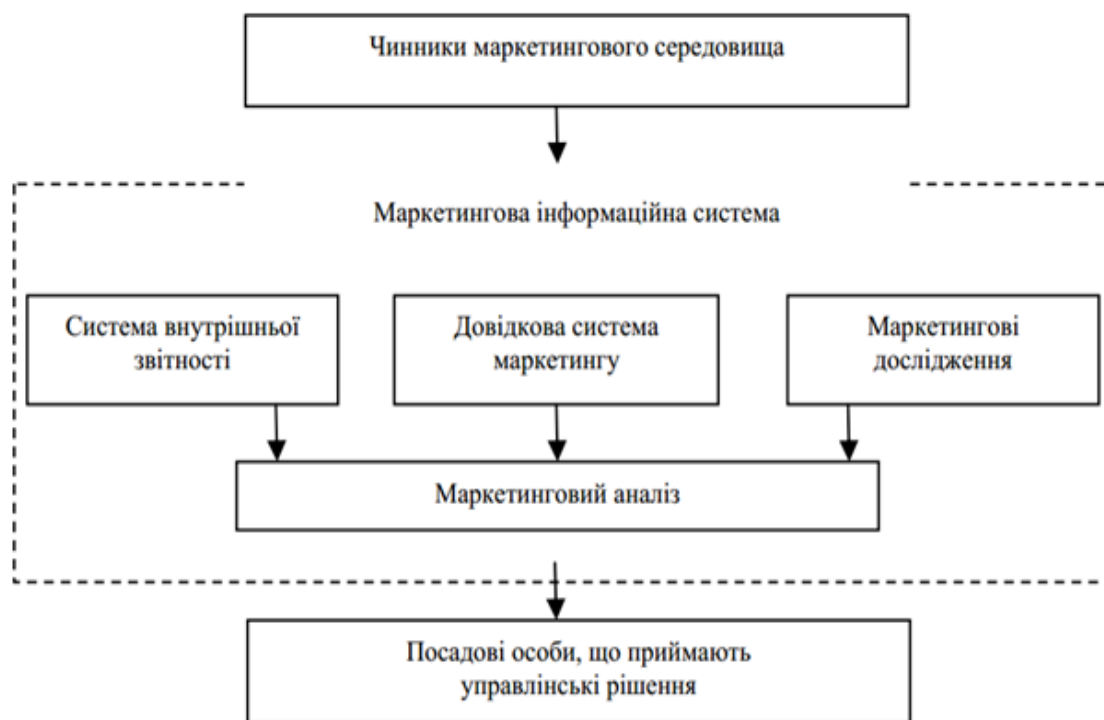 Чинники маркетингового середовища
Маркетингова інформаційна система
Система внутрішньої
звітності
Довідкова система
маркетингу
Маркетингові
дослідження
Маркетинговий аналіз
Посадові особи, що приймають
управлінські рішення